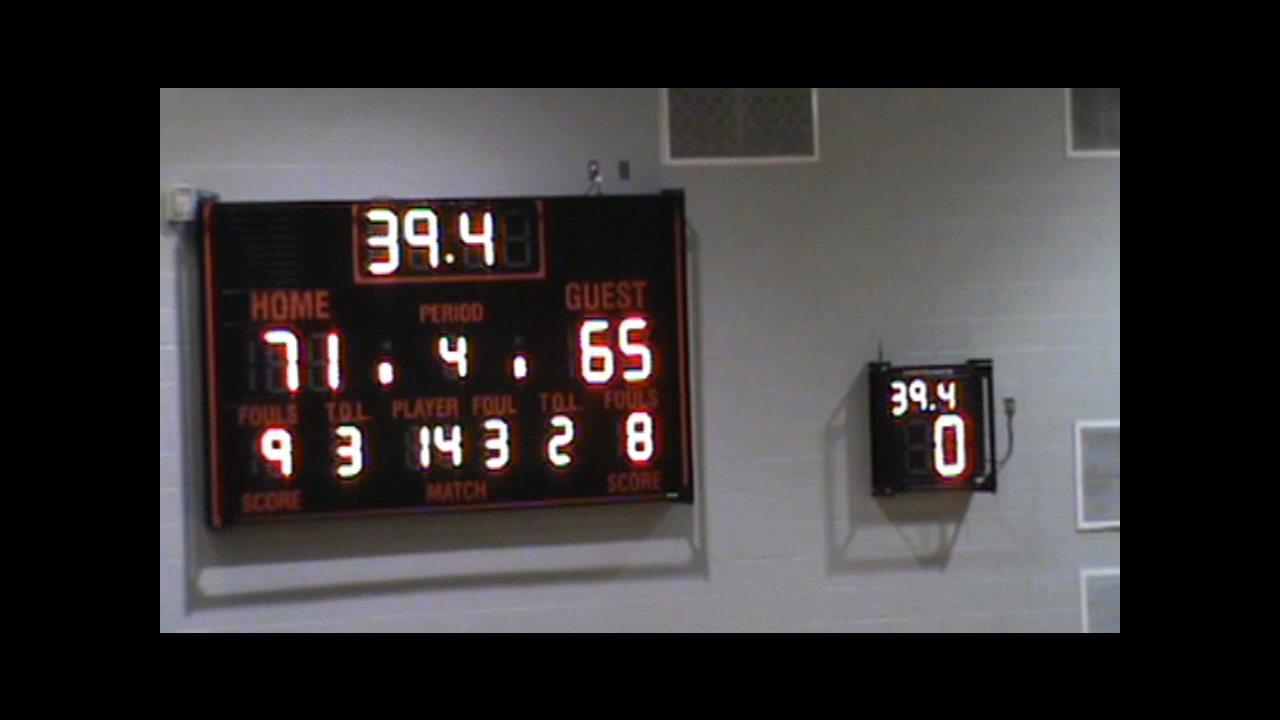 39.4
HOME PERIOD GUEST
71 4 65
FOULS T.O.L. PLAYER FOUL T.O.L. FOULS
9 3 14 3 2 8
SCORE MATCH SCORE
39.4
0